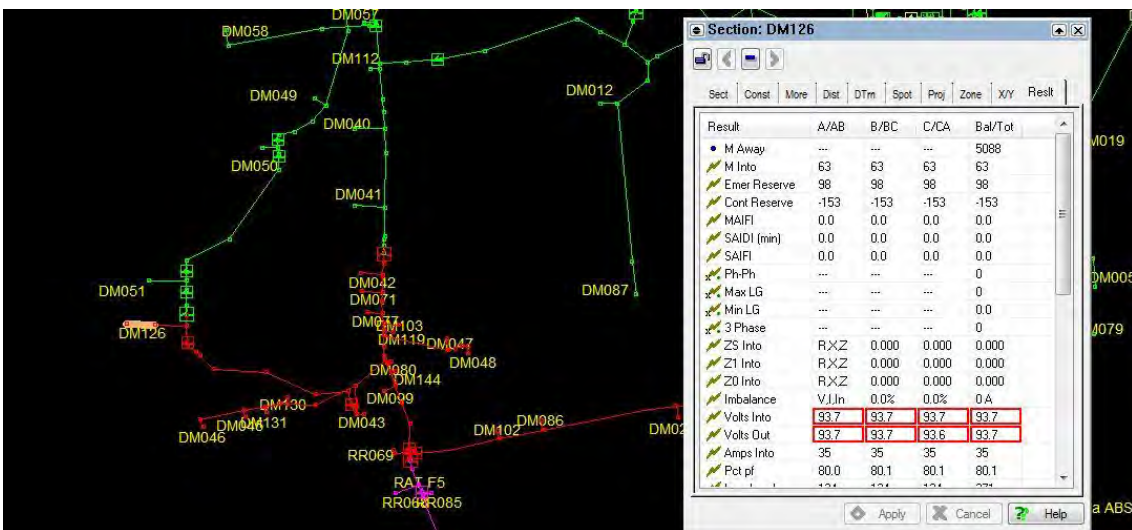 DM057
DM058
DM112
DM049
DM012
DM040
DM050
DM041
DM051
DM042
DM071
DM087
DM126
DM077
DM103
DM119
DM047
DM048
DM080
DM144
DM099
DM130
DM131
DM046
DM043
DM086
DM102
RR069
RAT F5
RR085
Section: DM126
Sect Const More Dist DTrn Spot Proj Zone X/Y Reslt
Result A/AB B/BC C/CA Bal/Tot
M Away --- --- --- 5088
M Into 63 63 63 63
Emer Reserve 98 98 98 98
Cont Reserve -153 -153 -153 -153
MAIFI 0.0 0.0 0.0 0.0
SAIDI (min) 0.0 0.0 0.0 0.0
SAIFI 0.0 0.0 0.0 0.0
Ph-Ph --- --- --- 0
Max LG --- --- --- 0
Min LG --- --- --- 0.0
3 Phase --- --- --- 0
ZS Into R,X,Z 0.000 0.000 0.000
Z1 Into R,X,Z 0.000 0.000 0.000
Z0 Into R,X,Z 0.000 0.000 0.000
Imbalance V,I,In 0.0% 0.0% 0 A
Volts Into 93.7 93.7 93.7 93.7
Volts Out 93.7 93.7 93.6 93.7
Amps Into 35 35 35 35
Pct pf 80.0 80.1 80.1 80.1
Apply Cancel Help
a ABS